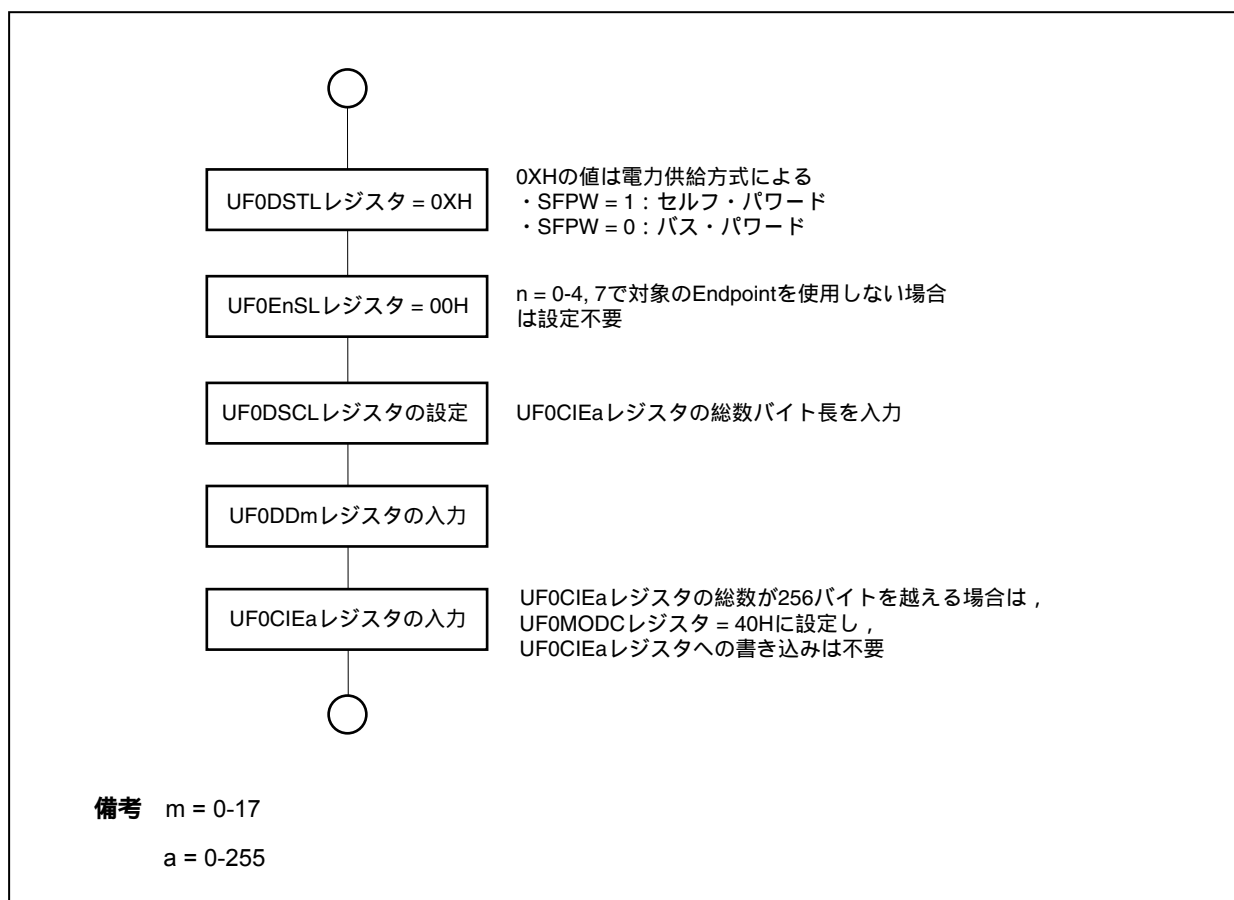 UF0DSTLレジスタ = 0XH
0XHの値は電力供給方式による
・SFPW = 1 : セルフ・パワード
・SFPW = 0 : バス・パワード
UF0EnSLレジスタ = 00H
n = 0-4, 7で対象のEndpointを使用しない場合
は設定不要
UF0DSCLレジスタの設定
UF0CIEaレジスタの総数バイト長を入力
UF0DDmレジスタの入力
UF0CIEaレジスタの入力
UF0CIEaレジスタの総数が256バイトを越える場合は，
UF0MODCレジスタ = 40Hに設定し，
UF0CIEaレジスタへの書き込みは不要
備考 m = 0-17
a = 0-255